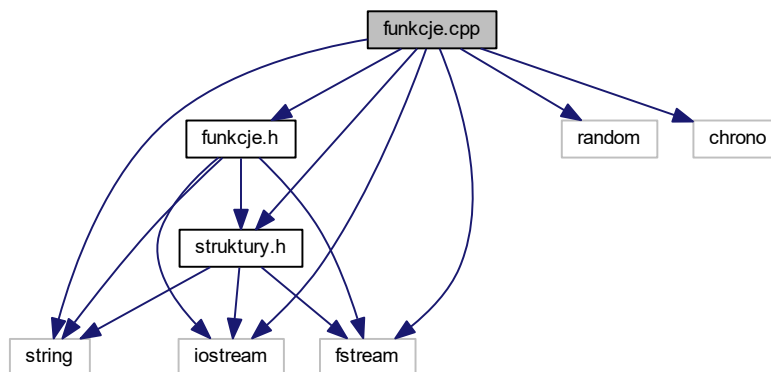 funkcje.cpp
funkcje.h
random
chrono
struktury.h
string
iostream
fstream